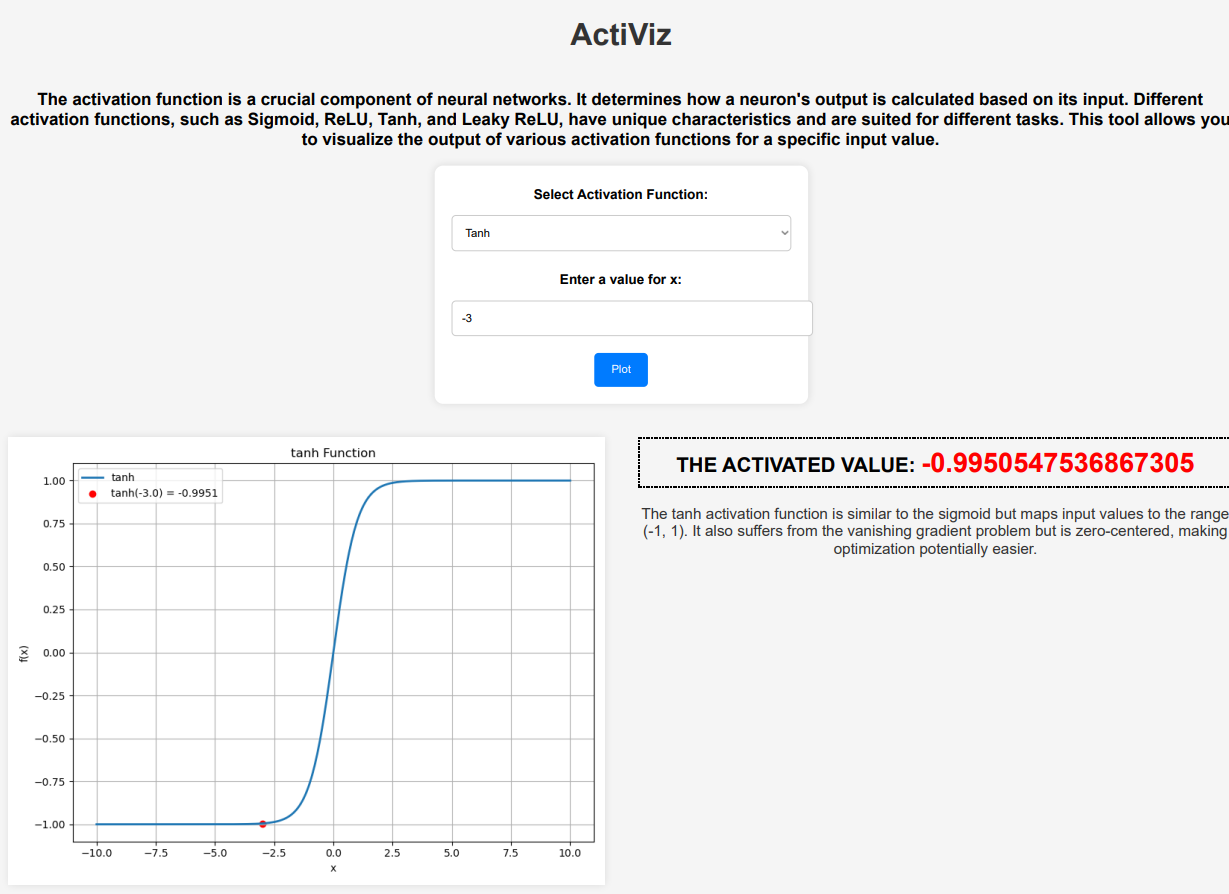 ActiViz
The activation function is a crucial component of neural networks. It determines how a neuron's output is calculated based on its input. Different
activation functions, such as Sigmoid, ReLU, Tanh, and Leaky ReLU, have unique characteristics and are suited for different tasks. This tool allows you
to visualize the output of various activation functions for a specific input value.
Select Activation Function:
Tanh
Enter a value for x:
-3
Plot
tanh Function
tanh
tanh(-3.0) = -0.9951
1.00
0.75
0.50
0.25
0.00
−0.25
−0.50
−0.75
−1.00
f(x)
−10.0 −7.5 −5.0 −2.5 0.0 2.5 5.0 7.5 10.0
x
THE ACTIVATED VALUE: -0.9950547536867305
The tanh activation function is similar to the sigmoid but maps input values to the range
(-1, 1). It also suffers from the vanishing gradient problem but is zero-centered, making
optimization potentially easier.